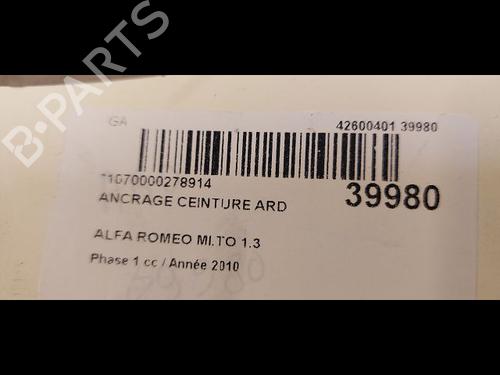 B-PARTS
GA
42600401 39980
39980
ANCRAGE CEINTURE ARD
ALFA ROMEO MI.TO 1.3
Phase 1 cc / Année 2010